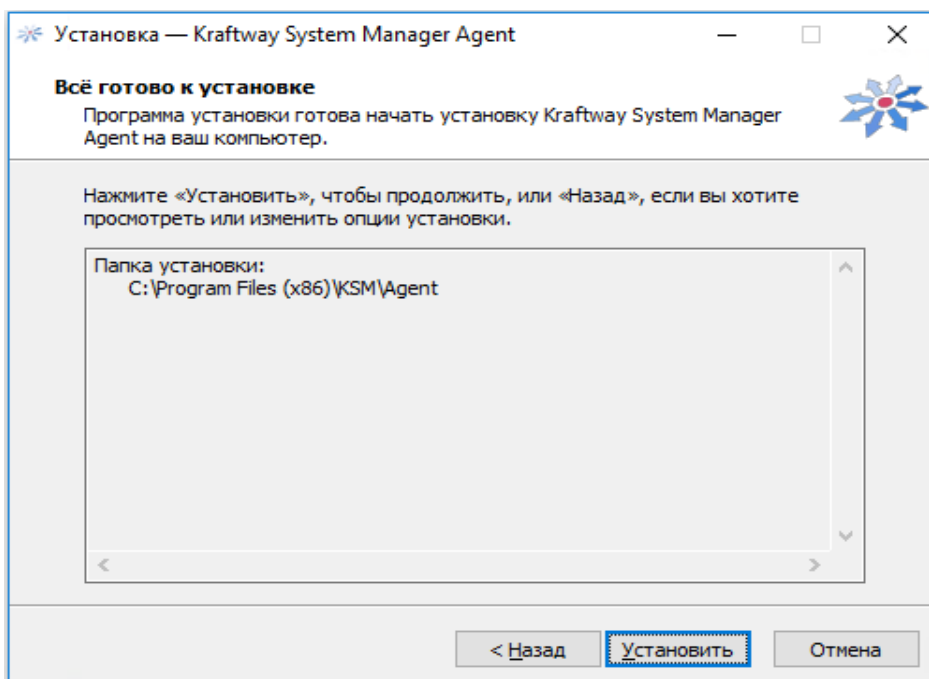 Установка — Kraftway System Manager Agent
Всё готово к установке
Программа установки готова начать установку Kraftway System Manager
Agent на ваш компьютер.
Нажмите «Установить», чтобы продолжить, или «Назад», если вы хотите
просмотреть или изменить опции установки.
Папка установки:
C:\Program Files (x86)\KSM\Agent
< Назад
Установить
Отмена